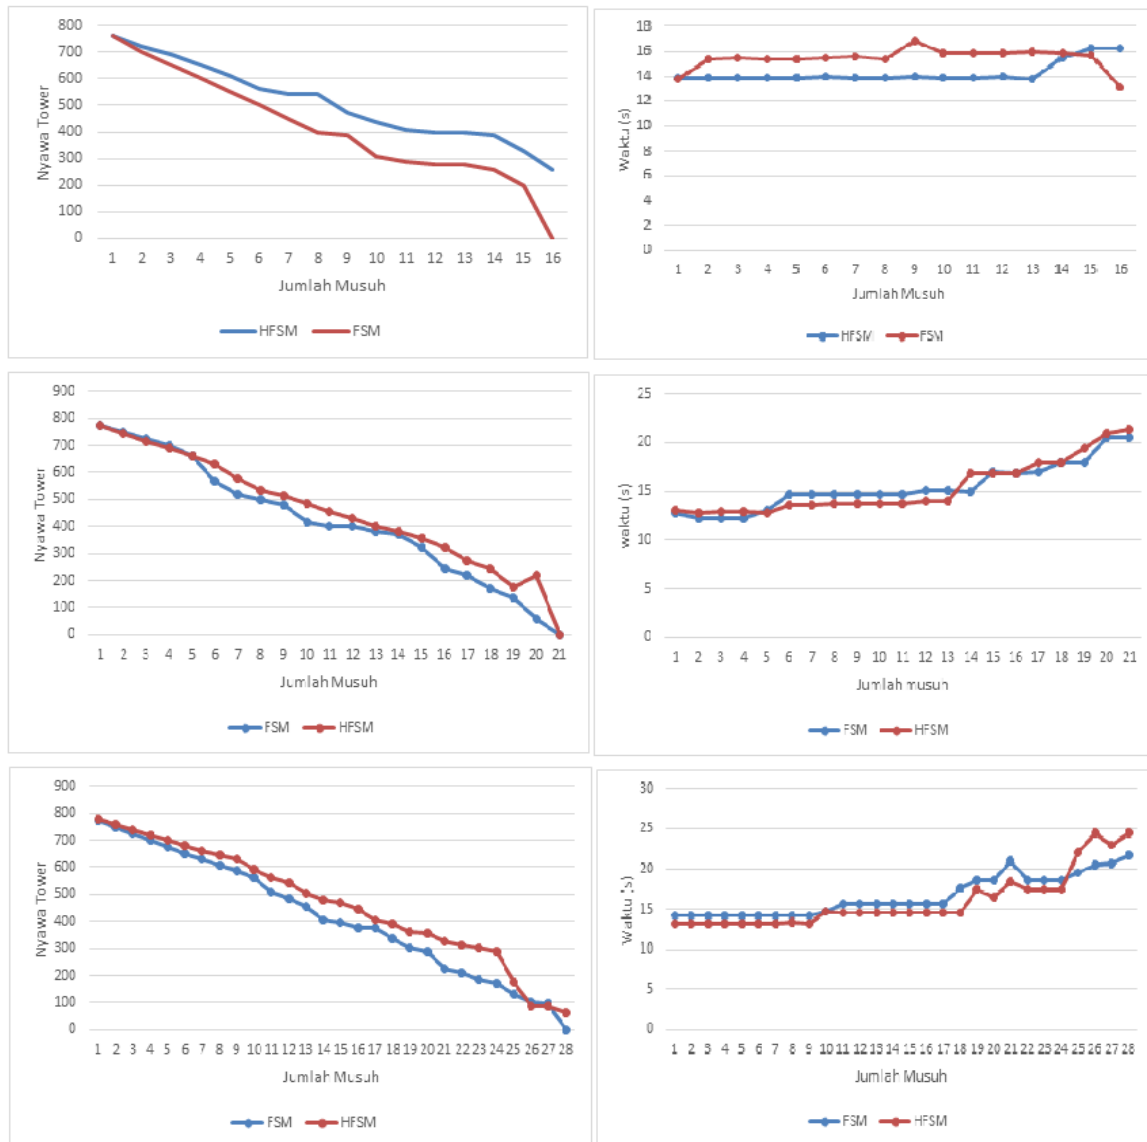 800
700
600
500
400
300
200
100
0
Nyawa Tower
1 2 3 4 5 6 7 8 9 10 11 12 13 14 15 16
Jumlah Musuh
HFSM FSM
18
16
14
12
10
8
6
4
2
0
Waktu (s)
1 2 3 4 5 6 7 8 9 10 11 12 13 14 15 16
Jumlah Musuh
HFSM FSM
900
800
700
600
500
400
300
200
100
0
Nyawa Tower
1 2 3 4 5 6 7 8 9 10 11 12 13 14 15 16 17 18 19 20 21
Jumlah Musuh
FSM HFSM
25
20
15
10
5
0
waktu (s)
1 2 3 4 5 6 7 8 9 10 11 12 13 14 15 16 17 18 19 20 21
Jumlah musuh
FSM HFSM
900
800
700
600
500
400
300
200
100
0
Nyawa Tower
1 2 3 4 5 6 7 8 9 10 11 12 13 14 15 16 17 18 19 20 21 22 23 24 25 26 27 28
Jumlah Musuh
FSM HFSM
30
25
20
15
10
5
0
Waktu (s)
1 2 3 4 5 6 7 8 9 10 11 12 13 14 15 16 17 18 19 20 21 22 23 24 25 26 27 28
Jumlah Musuh
FSM HFSM